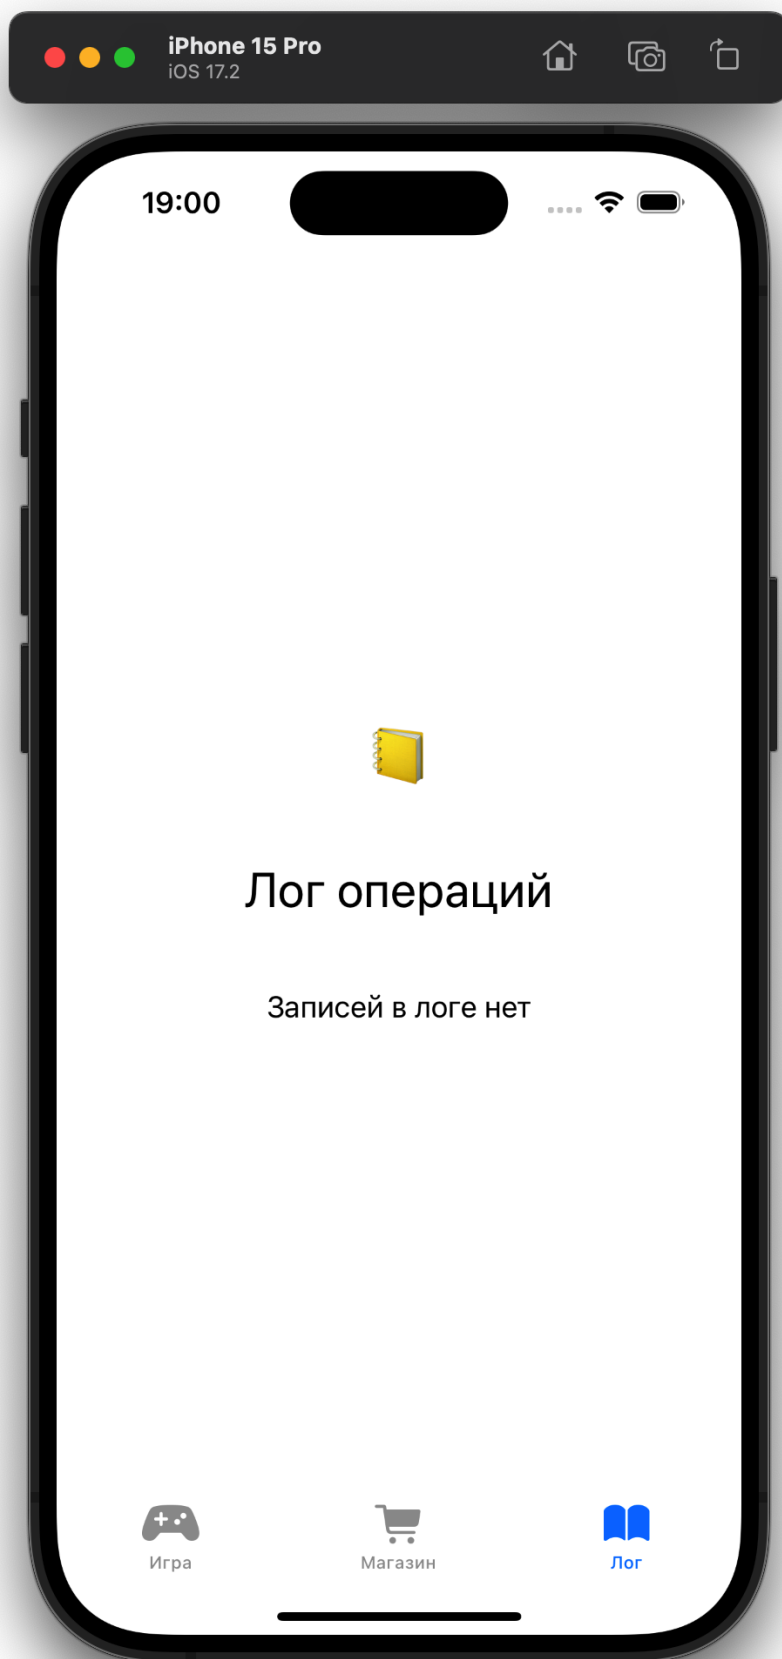 iPhone 15 Pro
iOS 17.2
19:00
Лог операций
Записей в логе нет
Игра
Магазин
Лог